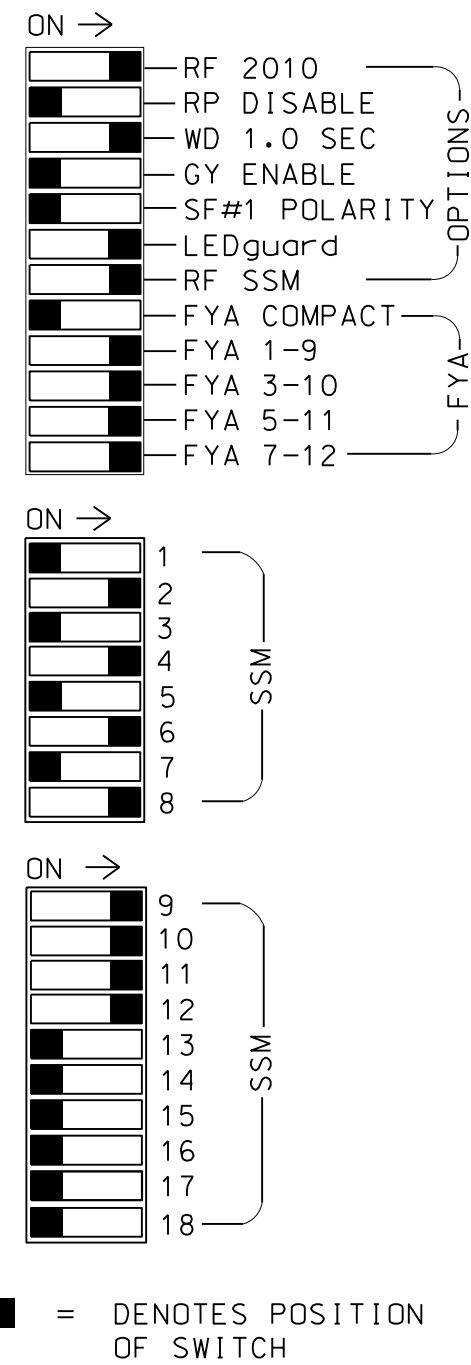 ON →
RF 2010
RP DISABLE
WD 1.0 SEC
GY ENABLE
SF#1 POLARITY
LEDguard
RF SSM
OPTIONS
FYA COMPACT
FYA 1-9
FYA 3-10
FYA 5-11
FYA 7-12
FYA
ON →
1
2
3
4
5
6
7
8
SSM
ON →
9
10
11
12
13
14
15
16
17
18
SSM
= DENOTES POSITION
OF SWITCH